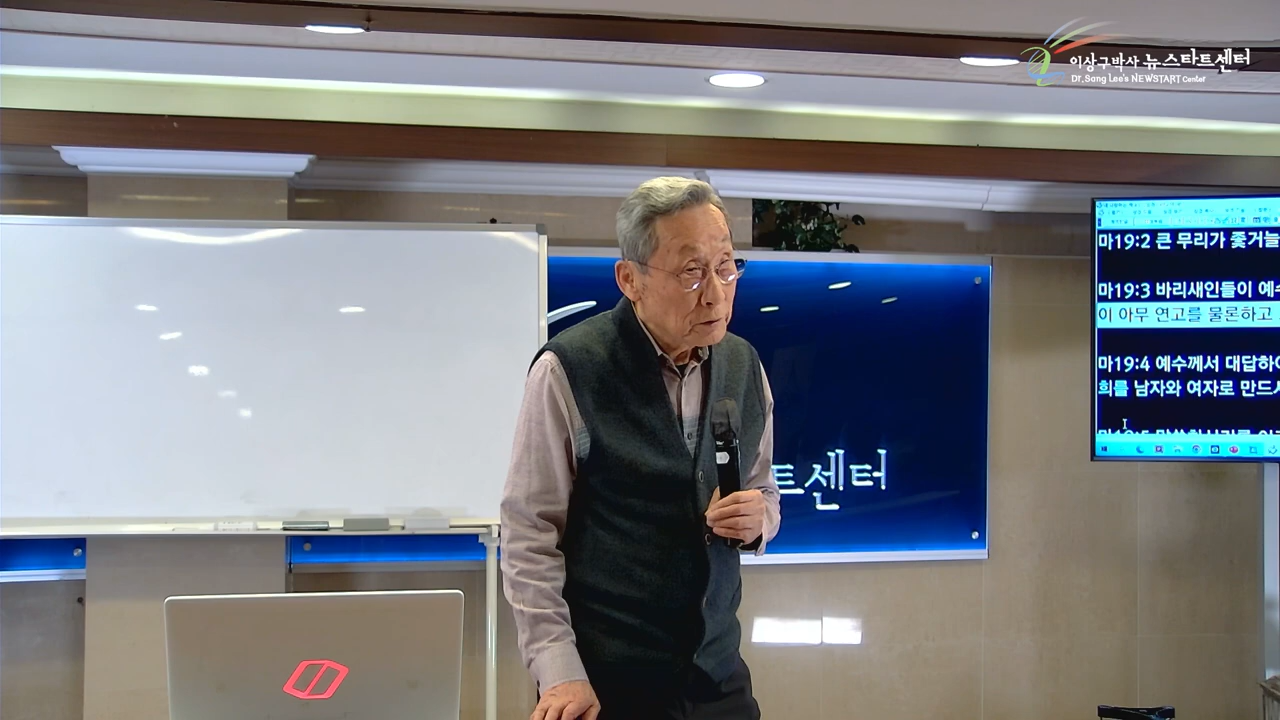 이상구박사 뉴스타트센터
Dr. Sang Lee's NEWSTART Center
마19:2 큰 무리가 좇거늘
마19:3 바리새인들이 예수
이 아무 연고를 물론하고
마19:4 예수께서 대답하여
희를 남자와 여자로 만드시
트센터